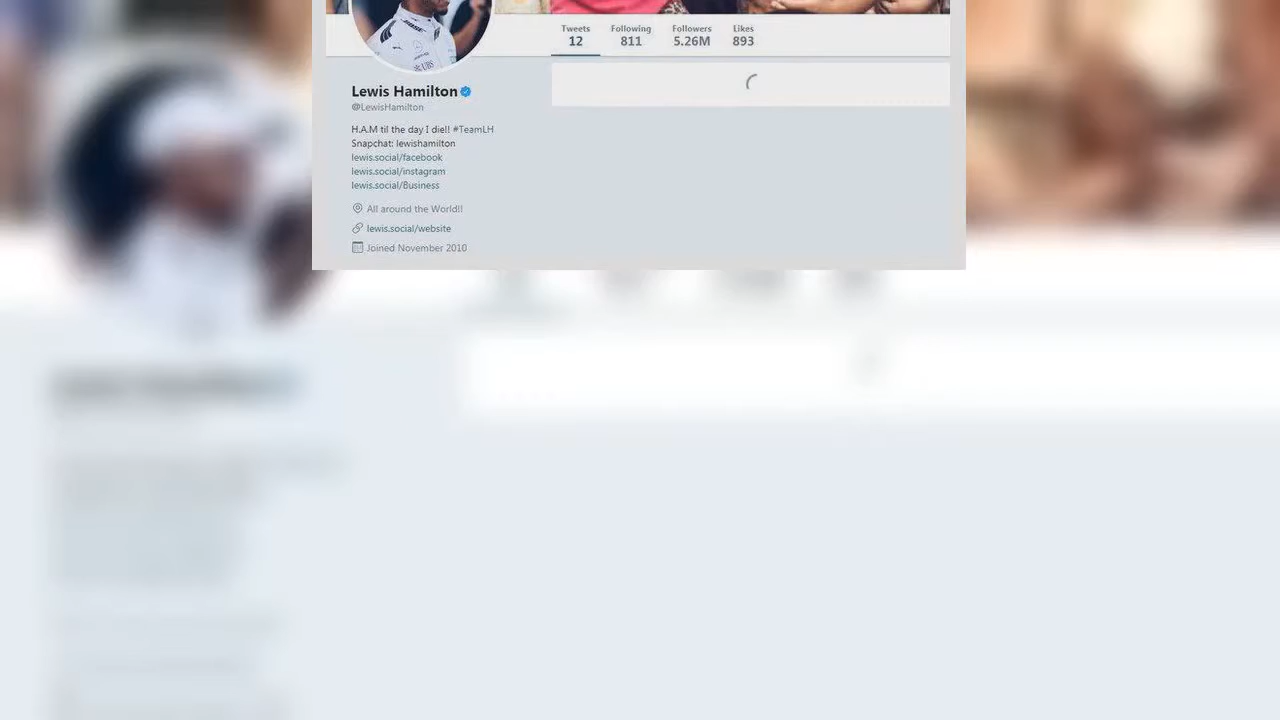 UBS
Tweets Following Followers Likes
12 811 5.26M 893
Lewis Hamilton
@LewisHamilton
H.A.M til the day I die!! #TeamLH
Snapchat: lewishamilton
lewis.social/facebook
lewis.social/instagram
lewis.social/Business
All around the World!!
lewis.social/website
Joined November 2010